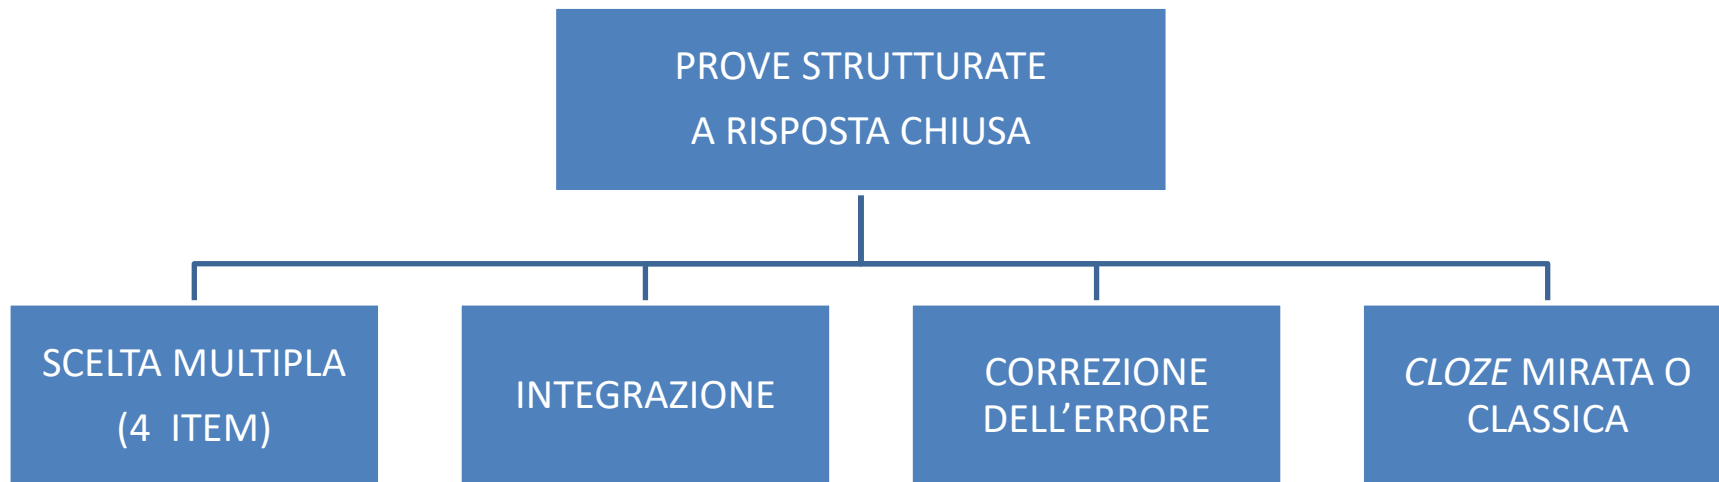 PROVE STRUTTURATE
A RISPOSTA CHIUSA
SCELTA MULTIPLA
(4 ITEM)
INTEGRAZIONE
CORREZIONE
DELL’ERRORE
CLOZE MIRATA O
CLASSICA